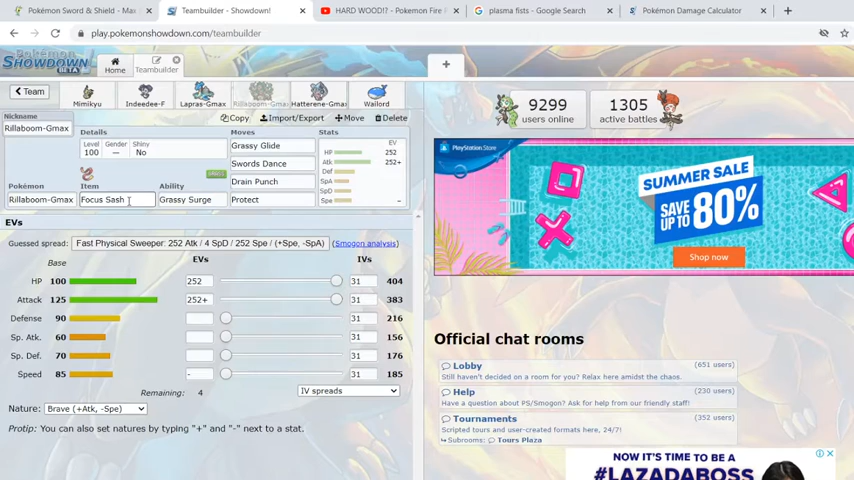 Pokémon Sword & Shield - Max
Teambuilder - Showdown!
HARD WOOD!? - Pokemon Fire
plasma fists - Google Search
Pokémon Damage Calculator
play.pokemonshowdown.com/teambuilder
Pokémon
SHOWDOWN
BETA
Home
Teambuilder
Team
Mimikyu
Indeedee-F
Lapras-Gmax
Rillaboom-Gmax
Hatterene-Gmax
Wailord
Copy
Import/Export
Move
Delete
Nickname
Rillaboom-Gmax
Details
Level
Gender
Shiny
100
—
No
Pokémon
Item
Ability
Rillaboom-Gmax
Focus Sash
Grassy Surge
Moves
Grassy Glide
Swords Dance
Drain Punch
Protect
Stats
EV
HP
252
Atk
252+
Def
SpA
SpD
Spe
-
EVs
Guessed spread:
Fast Physical Sweeper: 252 Atk / 4 SpD / 252 Spe / (+Spe, -SpA)
(Smogon analysis)
Base
EVs
IVs
HP 100 252 31 404
Attack 125 252+ 31 383
Defense 90 31 216
Sp. Atk. 60 31 156
Sp. Def. 70 31 176
Speed 85 - 31 185
Remaining: 4
IV spreads
Nature: Brave (+Atk, -Spe)
Protip: You can also set natures by typing "+" and "-" next to a stat.
9299
users online
1305
active battles
PlayStation Store
SUMMER SALE
SAVE UP TO 80%
Shop now
Official chat rooms
Lobby
(651 users)
Still haven't decided on a room for you? Relax here amidst the chaos.
Help
(230 users)
Have a question about PS/Smogon? Ask for help from our friendly staff!
Tournaments
(352 users)
Scripted tours and user-created formats here, 24/7!
Subrooms: Tours Plaza
NOW IT'S TIME TO BE A
#LAZADABOSS